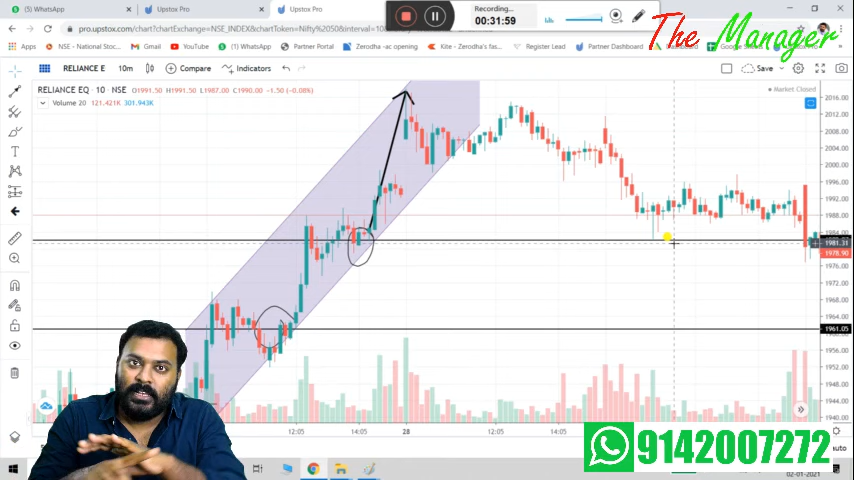 (5) WhatsApp
Upstox Pro
Upstox Pro
Recording...
00:31:59
The Manager
pro.upstox.com/chart?chartExchange=NSE_INDEX&chartToken=Nifty%2050&interval=10
Apps
NSE - National Stoc...
Gmail
YouTube
(5) WhatsApp
Partner Portal
Zerodha -ac opening
Kite - Zerodha's fas...
Register Lead
Partner Dashboard
RELIANCE E
10m
Compare
Indicators
Save
RELIANCE EQ · 10 · NSE
O1991.50 H1991.50 L1987.00 C1990.00 -1.50 (-0.08%)
Market Closed
Volume 20 121.421K 301.943K
2016.00
2012.00
2008.00
2004.00
2000.00
1996.00
1992.00
1988.00
1984.00
1981.31
1978.90
1976.00
1972.00
1968.00
1964.00
1961.05
1956.00
1952.00
1948.00
1944.00
1940.00
12:05
14:05
28
12:05
14:05
auto
9142007272
02-01-2021